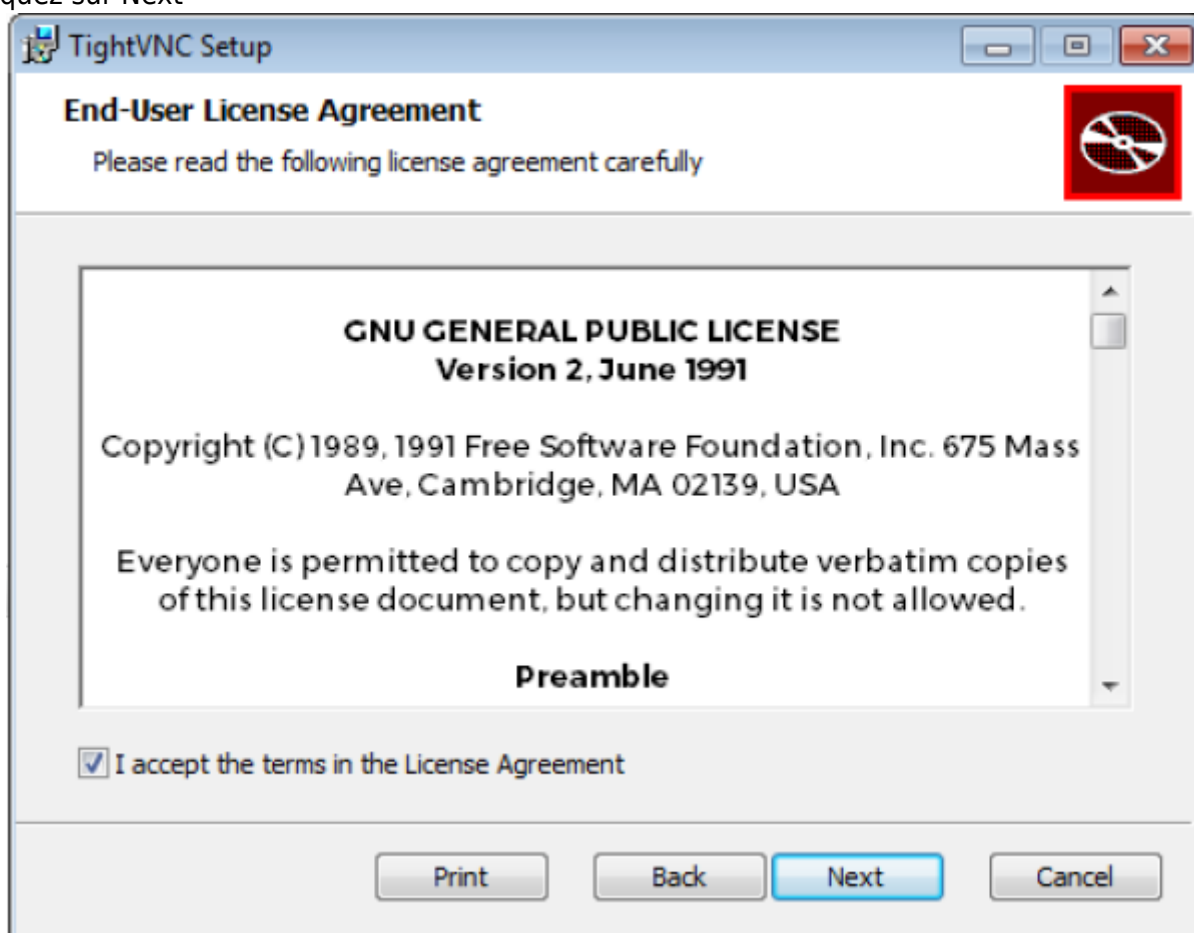 quez sur Next
TightVNC Setup
End-User License Agreement
Please read the following license agreement carefully
GNU GENERAL PUBLIC LICENSE
Version 2, June 1991
Copyright (C) 1989, 1991 Free Software Foundation, Inc. 675 Mass
Ave, Cambridge, MA 02139, USA
Everyone is permitted to copy and distribute verbatim copies
of this license document, but changing it is not allowed.
Preamble
I accept the terms in the License Agreement
Print Back Next Cancel